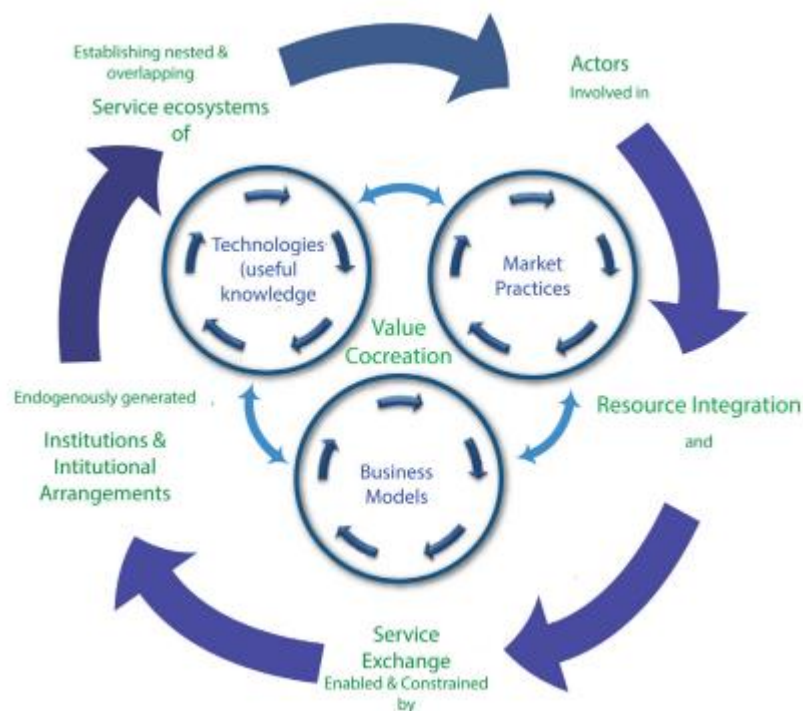 Establishing nested &
overlapping
Service ecosystems
of
Actors
Involved in
Technologies
(useful
knowledge
Market
Practices
Value
Cocreation
Endogenously generated .
Institutions &
Intitutional
Arrangements
Resource Integration
and
Business
Models
Service
Exchange
Enabled & Constrained
by